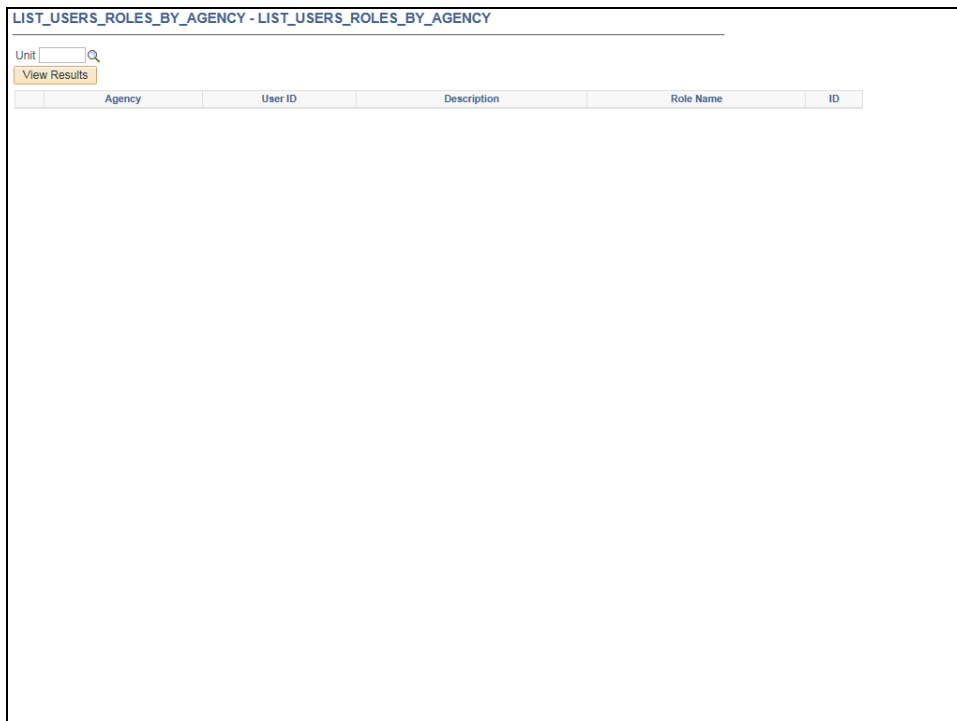 LIST_USERS_ROLES_BY_AGENCY - LIST_USERS_ROLES_BY_AGENCY
Unit
View Results
Agency User ID Description Role Name ID